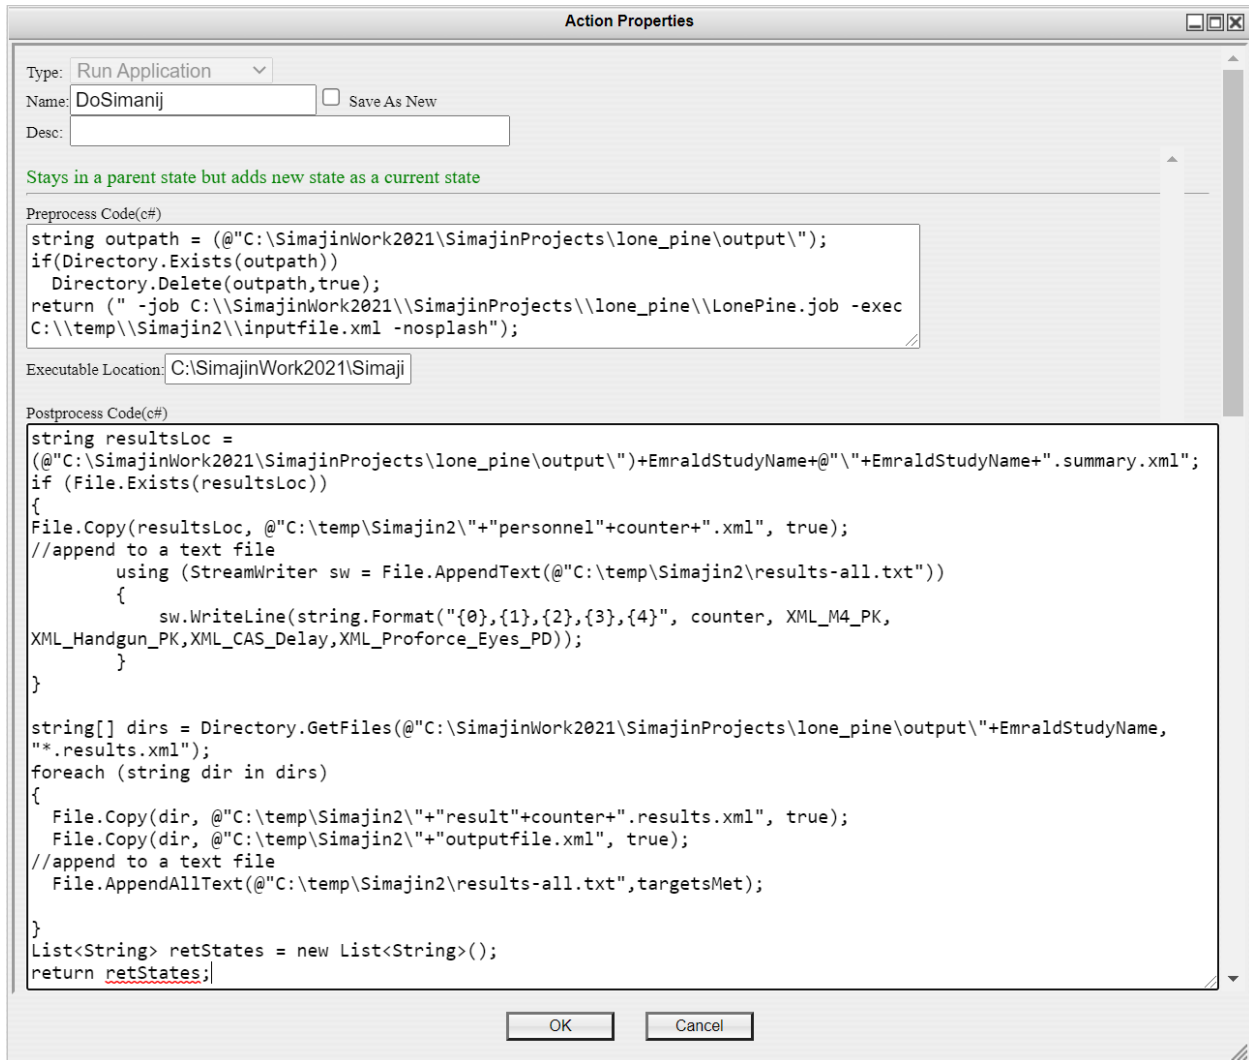 Action Properties
Type: Run Application
Name: DoSimanij Save As New
Desc:
Stays in a parent state but adds new state as a current state
Preprocess Code(c#)
string outpath = (@"C:\SimajinWork2021\SimajinProjects\lone_pine\output\");
if(Directory.Exists(outpath))
  Directory.Delete(outpath,true);
return (" -job C:\\SimajinWork2021\\SimajinProjects\\lone_pine\\LonePine.job -exec
C:\\temp\\Simajin2\\inputfile.xml -nosplash");
Executable Location: C:\SimajinWork2021\Simaji
Postprocess Code(c#)
string resultsLoc =
(@"C:\SimajinWork2021\SimajinProjects\lone_pine\output\")+EmraldStudyName+@"\"+EmraldStudyName+".summary.xml";
if (File.Exists(resultsLoc))
{
File.Copy(resultsLoc, @"C:\temp\Simajin2\"+"personnel"+counter+".xml", true);
//append to a text file
        using (StreamWriter sw = File.AppendText(@"C:\temp\Simajin2\results-all.txt"))
        {
            sw.WriteLine(string.Format("{0},{1},{2},{3},{4}", counter, XML_M4_PK,
XML_Handgun_PK,XML_CAS_Delay,XML_Proforce_Eyes_PD));
        }
}
string[] dirs = Directory.GetFiles(@"C:\SimajinWork2021\SimajinProjects\lone_pine\output\"+EmraldStudyName,
"*.results.xml");
foreach (string dir in dirs)
{
  File.Copy(dir, @"C:\temp\Simajin2\"+"result"+counter+".results.xml", true);
  File.Copy(dir, @"C:\temp\Simajin2\"+"outputfile.xml", true);
//append to a text file
  File.AppendAllText(@"C:\temp\Simajin2\results-all.txt",targetsMet);
}
List<String> retStates = new List<String>();
return retStates;
OK Cancel